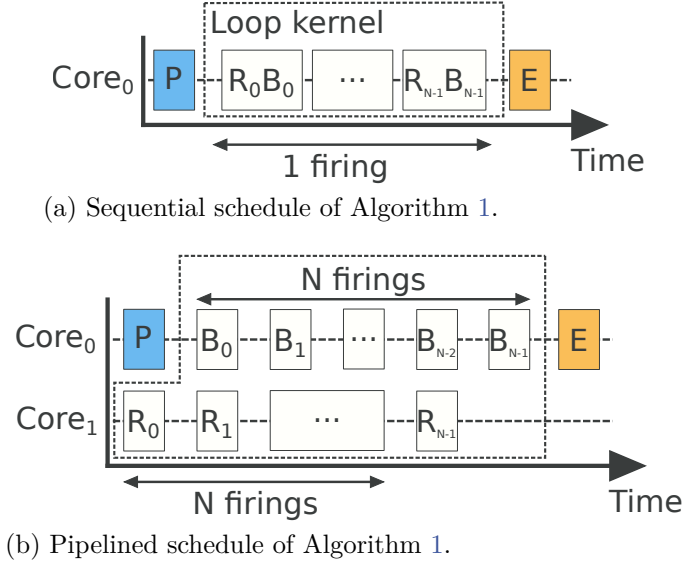 Loop kernel
Core₀ P R₀B₀ ... Rₙ₋₁Bₙ₋₁ E
1 firing
Time
(a) Sequential schedule of Algorithm 1.
N firings
Core₀ P B₀ B₁ ... Bₙ₋₂ Bₙ₋₁ E
Core₁ R₀ R₁ ... Rₙ₋₁
N firings
Time
(b) Pipelined schedule of Algorithm 1.